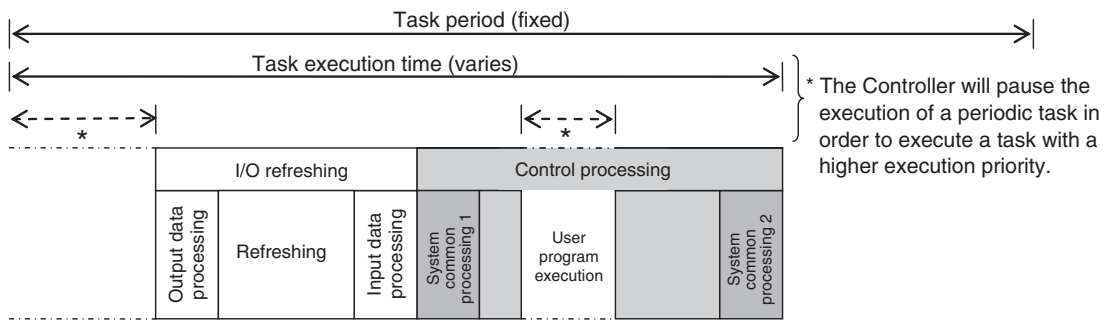 Task period (fixed)
Task execution time (varies)
* The Controller will pause the
execution of a periodic task in
order to execute a task with a
higher execution priority.
*
*
I/O refreshing
Control processing
Output data
processing
Refreshing
Input data
processing
System
common
processing 1
User
program
execution
System
common
processing 2